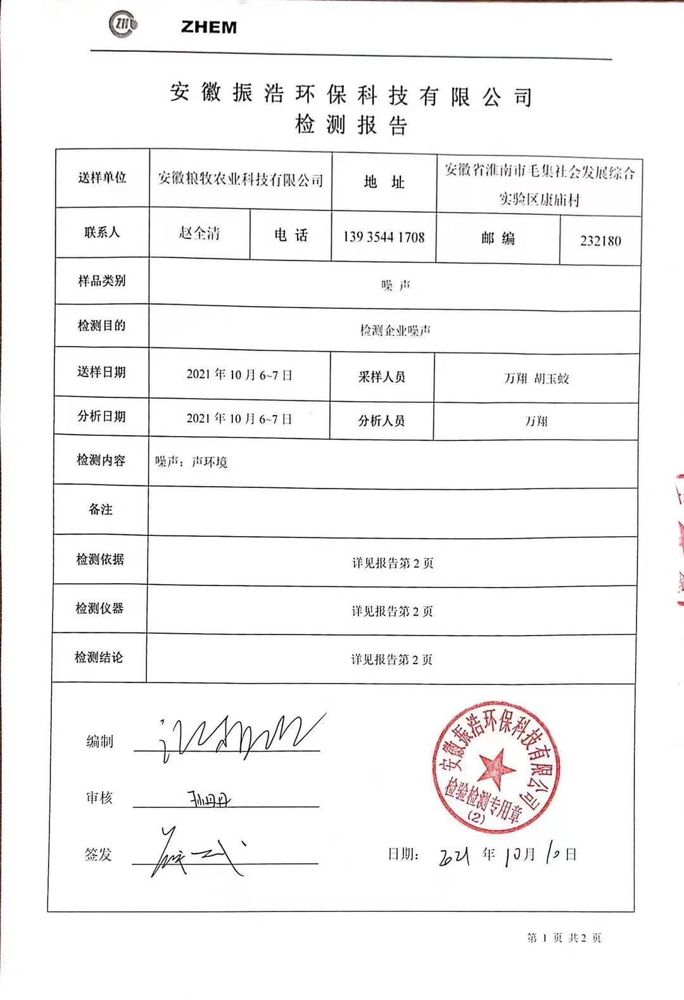 ZH
ZHEM
安徽振浩环保科技有限公司
检测报告
送样单位 安徽粮牧农业科技有限公司 地 址 安徽省淮南市毛集社会发展综合
实验区康庙村
联系人 赵全清 电 话 139 3544 1708 邮 编 232180
样品类别 噪 声
检测目的 检测企业噪声
送样日期 2021 年 10 月 6~7 日 采样人员 万翔 胡玉蛟
分析日期 2021 年 10 月 6~7 日 分析人员 万翔
检测内容 噪声：声环境
备注
检测依据 详见报告第 2 页
检测仪器 详见报告第 2 页
检测结论 详见报告第 2 页
编制
审核 孙丹丹
签发
安徽振浩环保科技有限公司
检验检测专用章
(2)
日期： 2021 年 10 月 10 日
第 1 页 共 2 页